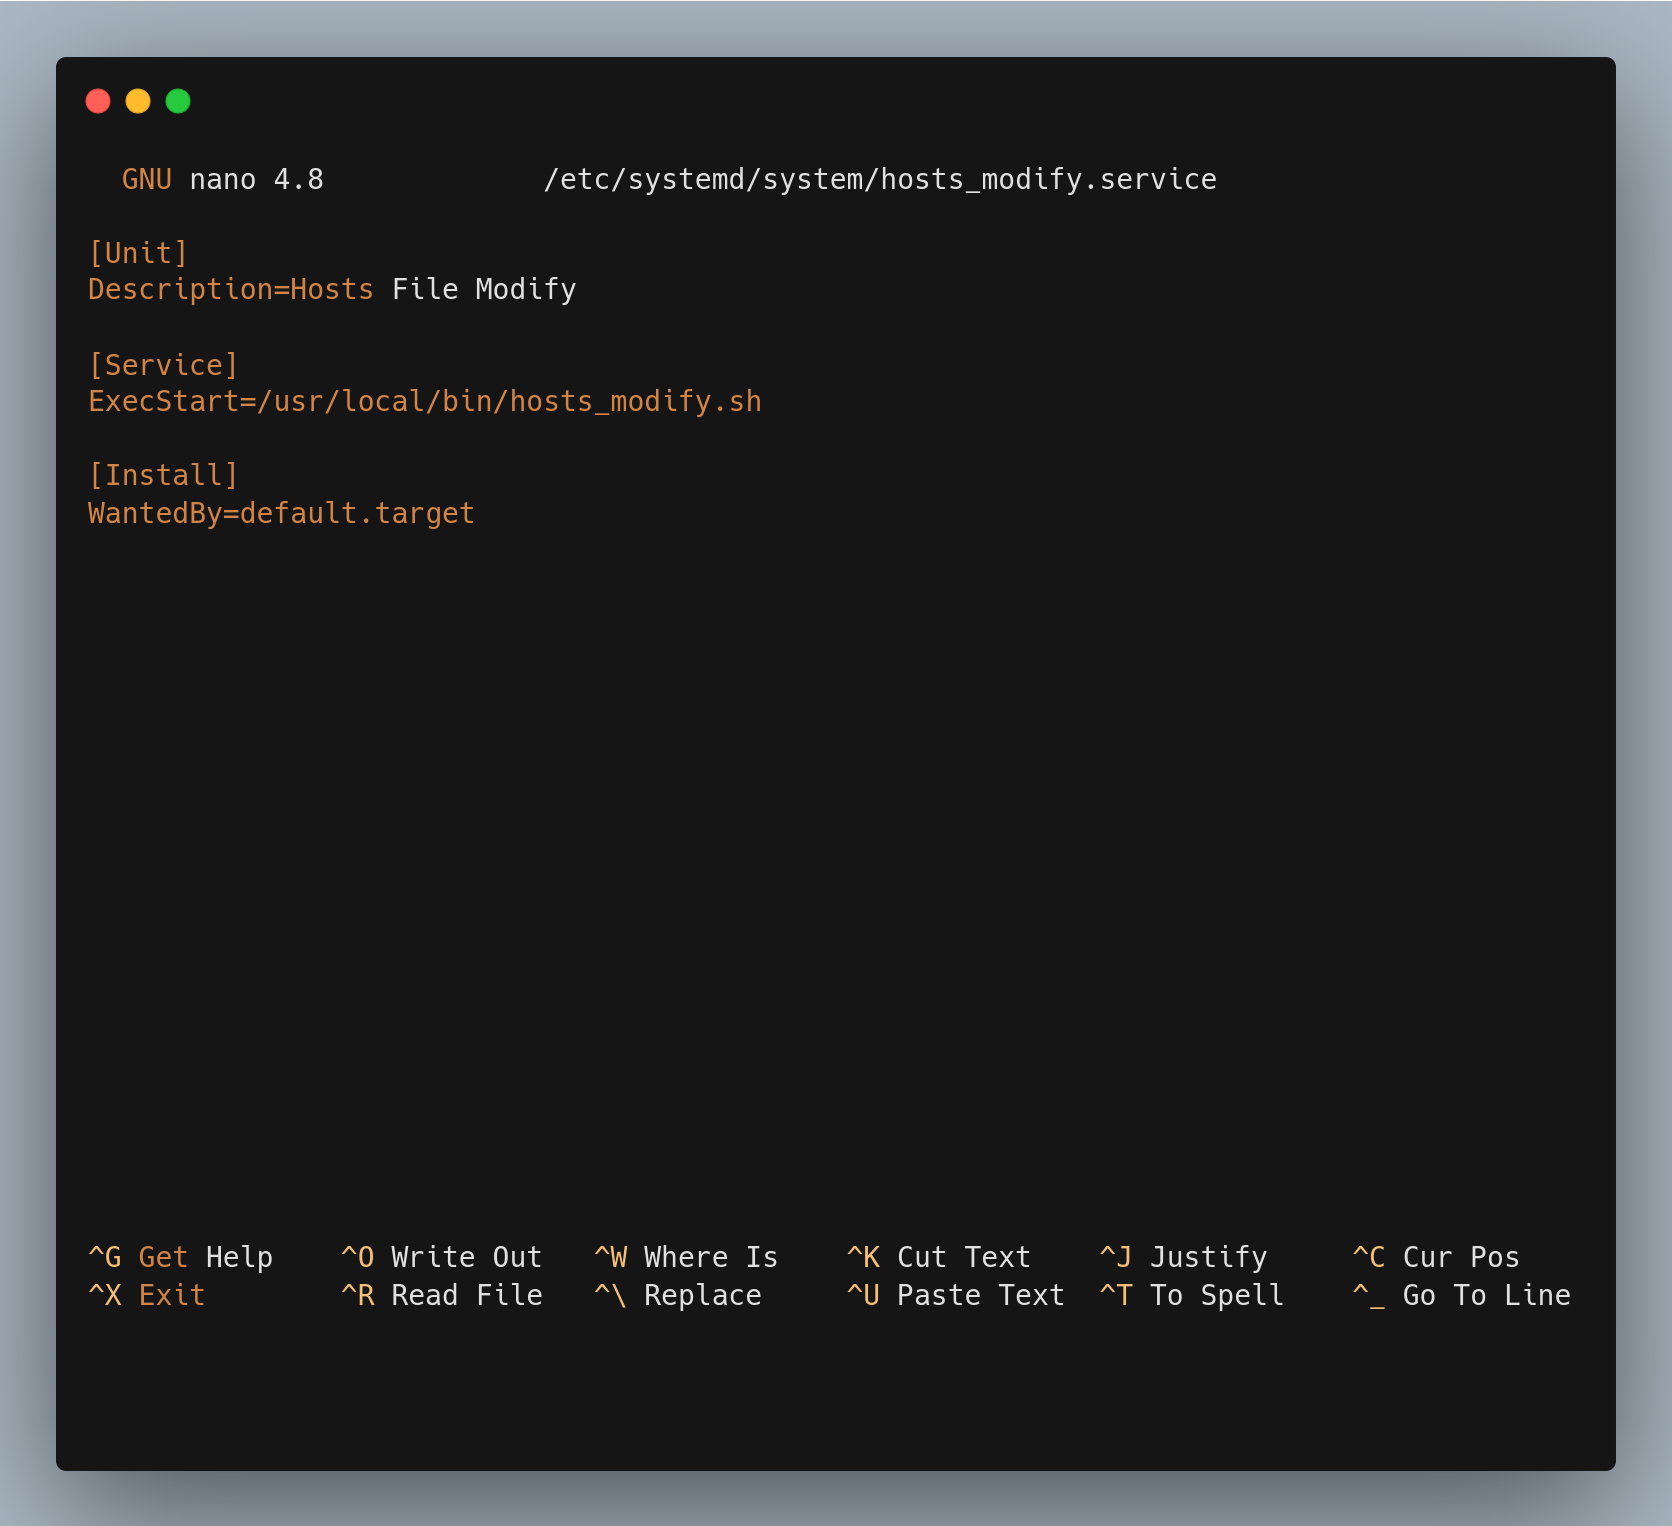 GNU nano 4.8 /etc/systemd/system/hosts_modify.service
[Unit]
Description=Hosts File Modify
[Service]
ExecStart=/usr/local/bin/hosts_modify.sh
[Install]
WantedBy=default.target
^G Get Help ^O Write Out ^W Where Is ^K Cut Text ^J Justify ^C Cur Pos
^X Exit ^R Read File ^\ Replace ^U Paste Text ^T To Spell ^_ Go To Line